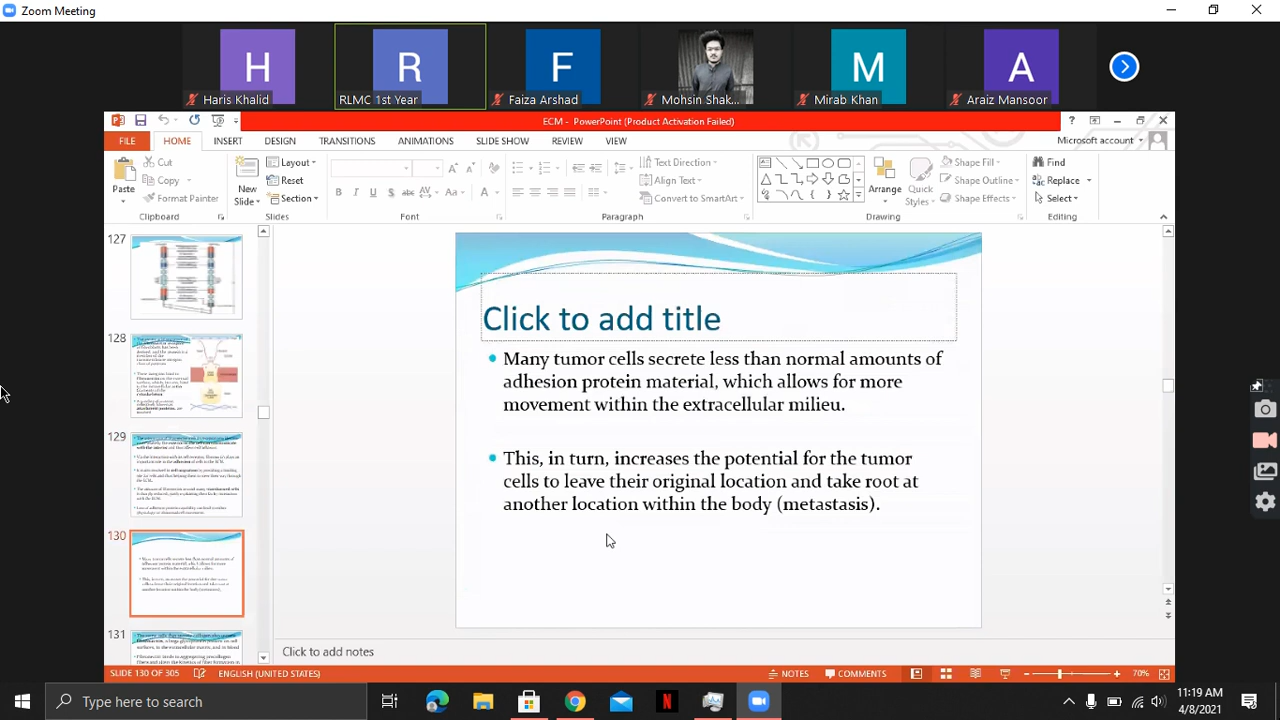 Zoom Meeting
H
R
F
M
A
Haris Khalid
RLMC 1st Year
Faiza Arshad
Mohsin Shak...
Mirab Khan
Araiz Mansoor
ECM - PowerPoint (Product Activation Failed)
FILE HOME INSERT DESIGN TRANSITIONS ANIMATIONS SLIDE SHOW REVIEW VIEW
Microsoft account
Cut
Copy
Format Painter
Paste
Clipboard
New
Slide
Layout
Reset
Section
Slides
B I U S abc AV Aa A
Font
Text Direction
Align Text
Convert to SmartArt
Paragraph
Arrange
Quick
Styles
Shape Fill
Shape Outline
Shape Effects
Drawing
Find
Replace
Select
Editing
127
128
129
130
131
Click to add title
Many tumor cells secrete less than normal amounts of
adhesion protein material, which allows for more
movement within the extracellular milieu.
This, in turn, increases the potential for the tumor
cells to leave their original location and take root at
another location within the body (metastasis).
Click to add notes
SLIDE 130 OF 305 ENGLISH (UNITED STATES) NOTES COMMENTS 70%
Type here to search
11:19 AM
4/8/2021